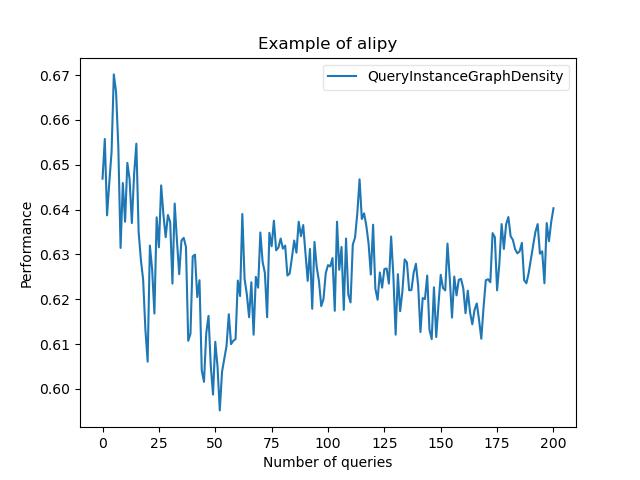 Example of alipy
QueryInstanceGraphDensity
Performance
0.67
0.66
0.65
0.64
0.63
0.62
0.61
0.60
0 25 50 75 100 125 150 175 200
Number of queries